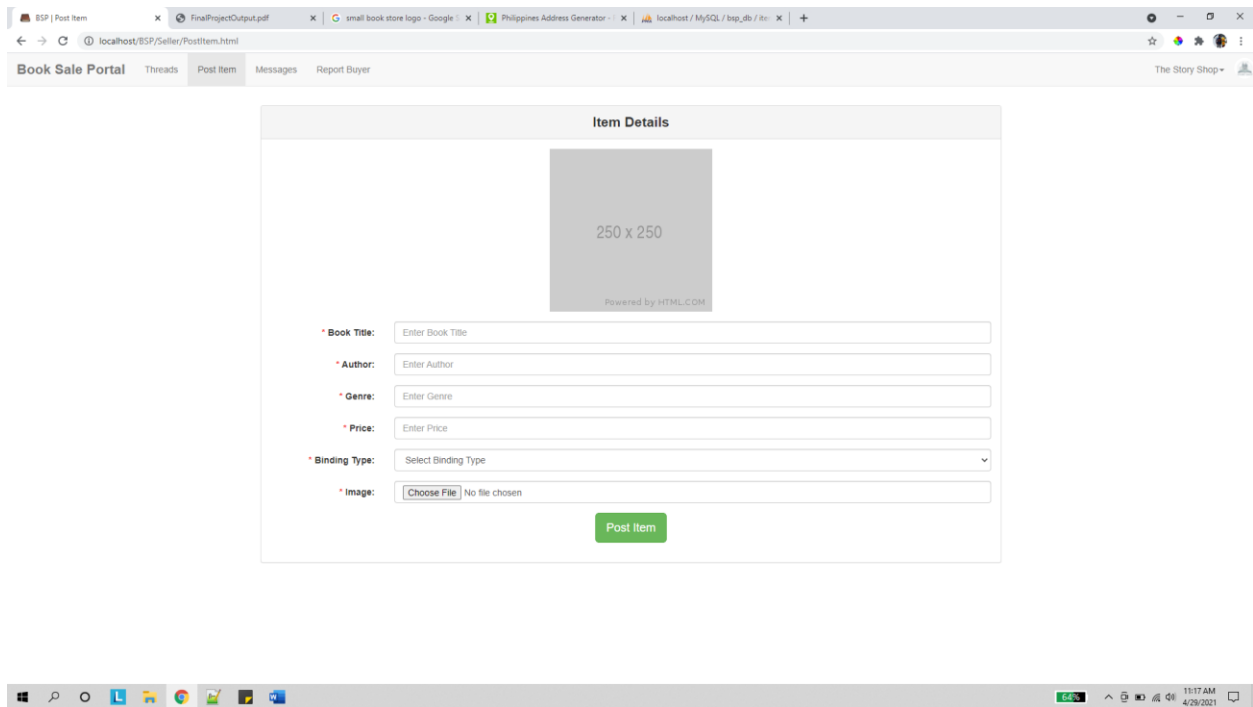 BSP | Post Item
FinalProjectOutput.pdf
small book store logo - Google S
Philippines Address Generator -
localhost / MySQL / bsp_db / ite
localhost/BSP/Seller/PostItem.html
Book Sale Portal Threads Post Item Messages Report Buyer The Story Shop
Item Details
250 x 250
Powered by HTML.COM
* Book Title: Enter Book Title
* Author: Enter Author
* Genre: Enter Genre
* Price: Enter Price
* Binding Type: Select Binding Type
* Image: Choose File No file chosen
Post Item
64%
11:17 AM
4/29/2021